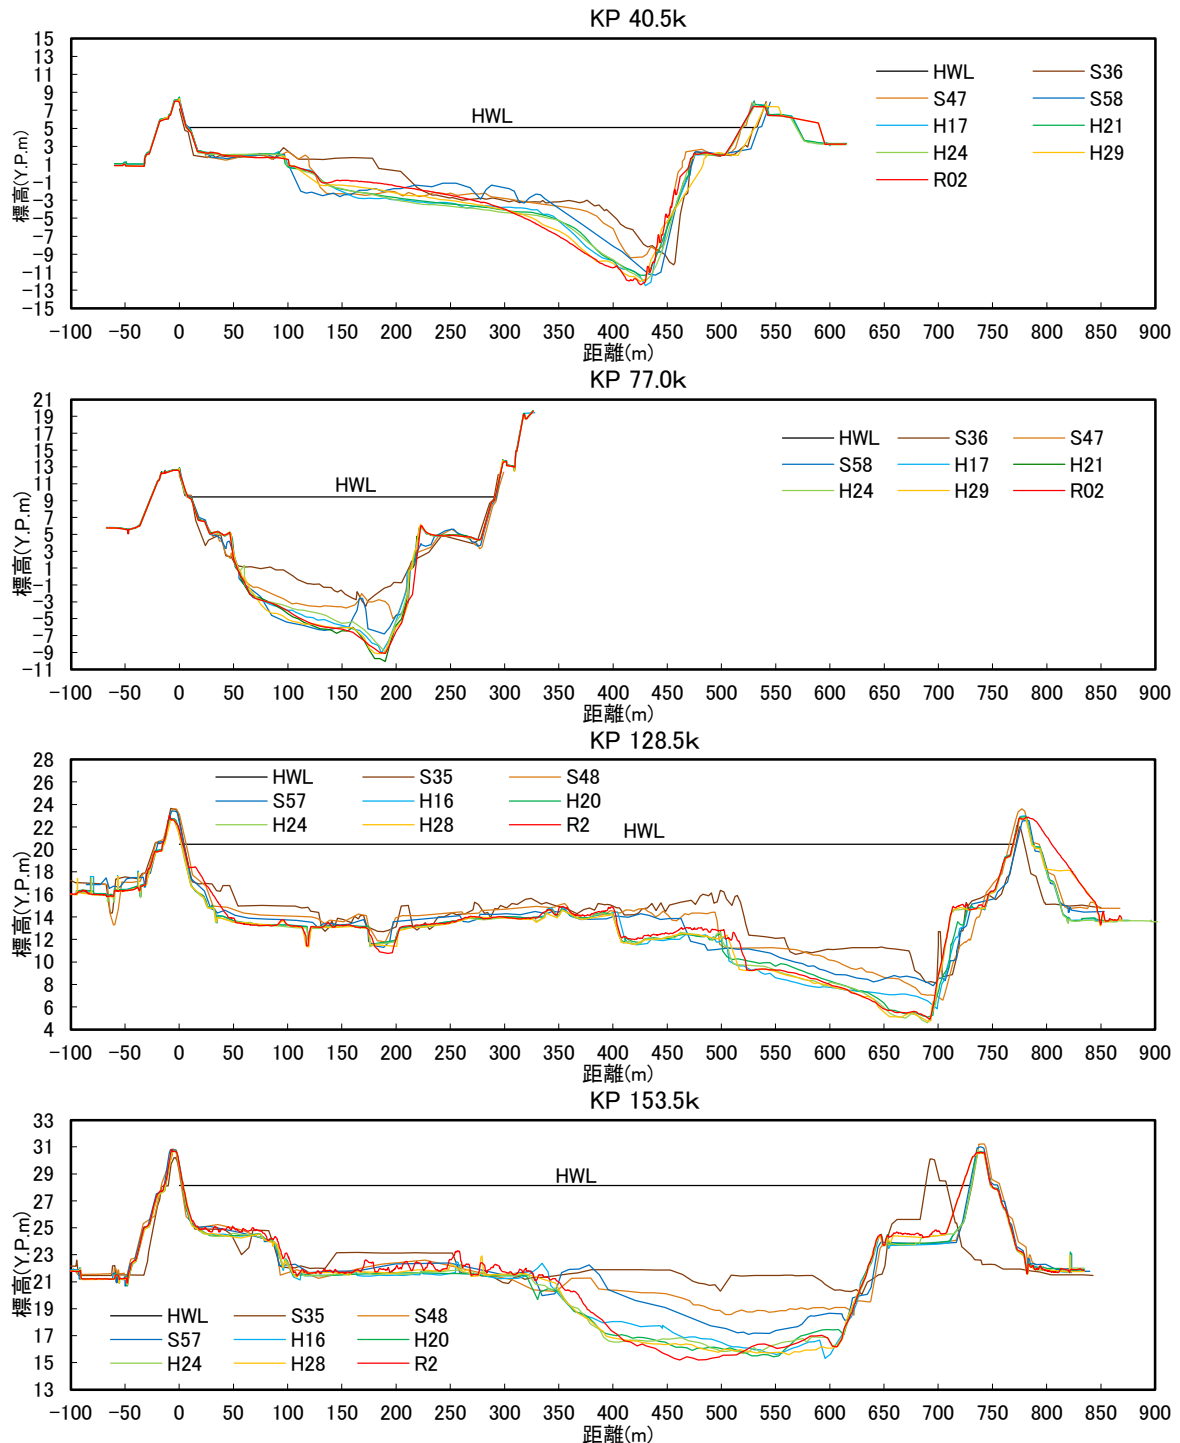 KP 40.5k
標高(Y.P.m)
15
13
11
9
7
5
3
1
-1
-3
-5
-7
-9
-11
-13
-15
HWL
HWL S36
S47 S58
H17 H21
H24 H29
R02
-100 -50 0 50 100 150 200 250 300 350 400 450 500 550 600 650 700 750 800 850 900
距離(m)
KP 77.0k
標高(Y.P.m)
21
19
17
15
13
11
9
7
5
3
1
-1
-3
-5
-7
-9
-11
HWL
HWL S36 S47
S58 H17 H21
H24 H29 R02
-100 -50 0 50 100 150 200 250 300 350 400 450 500 550 600 650 700 750 800 850 900
距離(m)
KP 128.5k
標高(Y.P.m)
28
26
24
22
20
18
16
14
12
10
8
6
4
HWL S35 S48
S57 H16 H20
H24 H28 R2
HWL
-100 -50 0 50 100 150 200 250 300 350 400 450 500 550 600 650 700 750 800 850 900
距離(m)
KP 153.5k
標高(Y.P.m)
33
31
29
27
25
23
21
19
17
15
13
HWL
HWL S35 S48
S57 H16 H20
H24 H28 R2
-100 -50 0 50 100 150 200 250 300 350 400 450 500 550 600 650 700 750 800 850 900
距離(m)